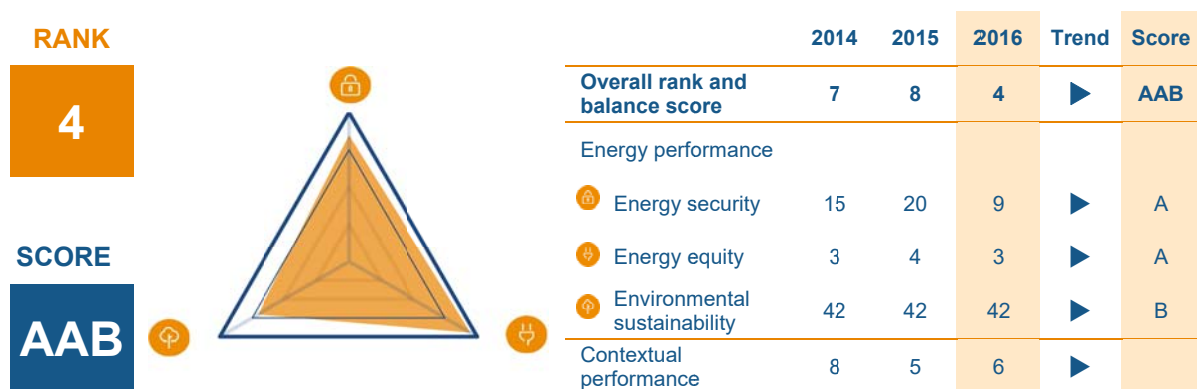 RANK
4
SCORE
AAB
2014 2015 2016 Trend Score
Overall rank and
balance score 7 8 4 AAB
Energy performance
Energy security 15 20 9 A
Energy equity 3 4 3 A
Environmental
sustainability 42 42 42 B
Contextual
performance 8 5 6